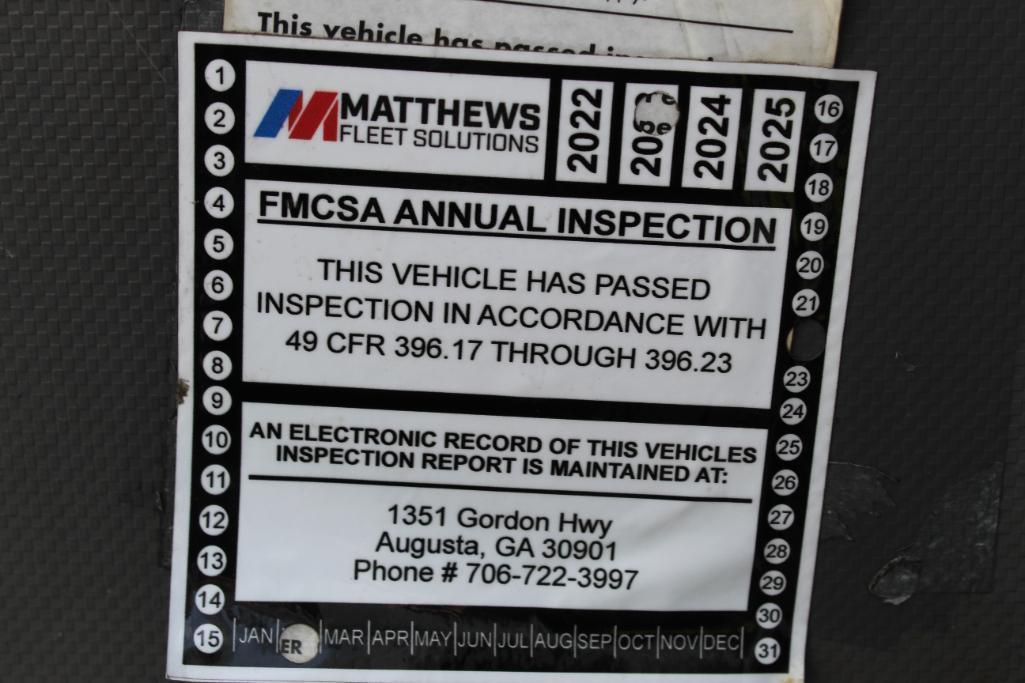 This vehicle has passed
MATTHEWS
FLEET SOLUTIONS
2022
20
pe
2024
2025
FMCSA ANNUAL INSPECTION
THIS VEHICLE HAS PASSED
INSPECTION IN ACCORDANCE WITH
49 CFR 396.17 THROUGH 396.23
AN ELECTRONIC RECORD OF THIS VEHICLES
INSPECTION REPORT IS MAINTAINED AT:
1351 Gordon Hwy
Augusta, GA 30901
Phone # 706-722-3997
JAN ER MAR APR MAY JUN JUL AUG SEP OCT NOV DEC
1
2
3
4
5
6
7
8
9
10
11
12
13
14
15
16
17
18
19
20
21
23
24
25
26
27
28
29
30
31